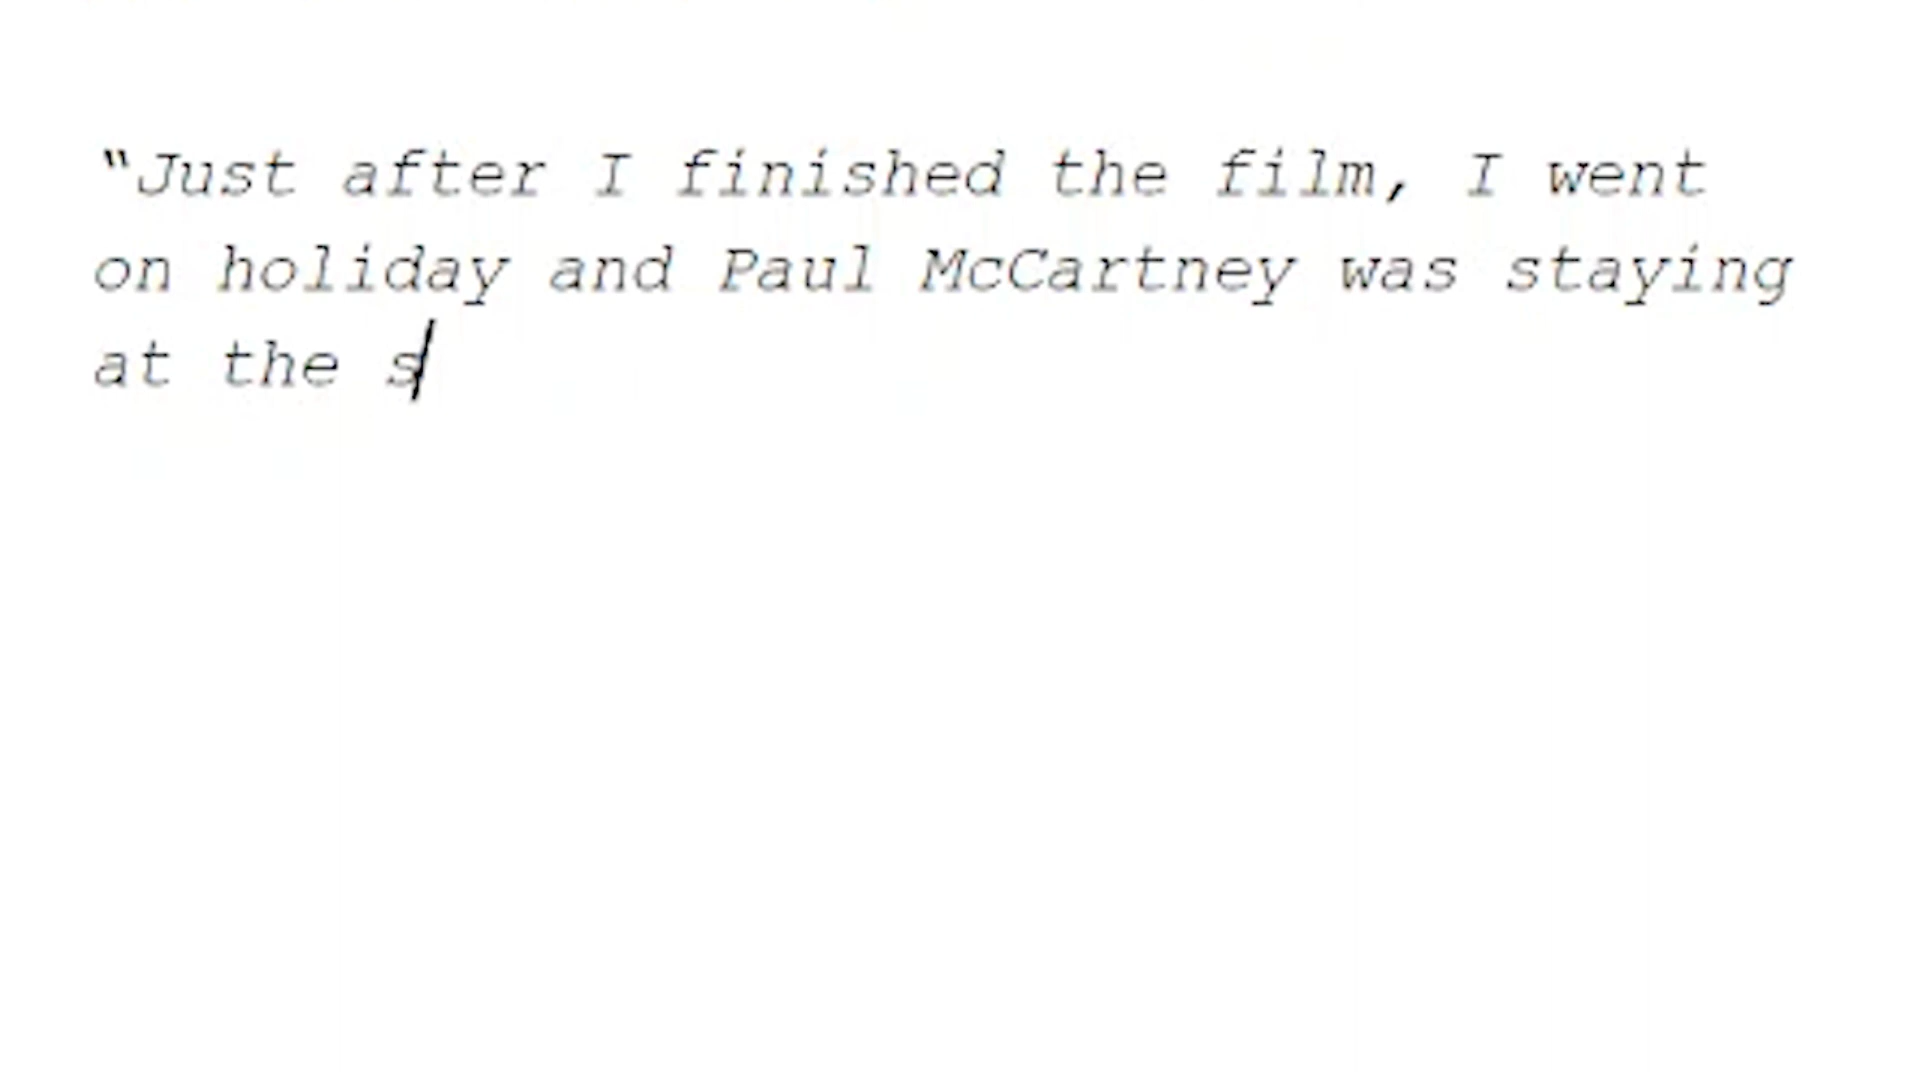 “Just after I finished the film, I went
on holiday and Paul McCartney was staying
at the s